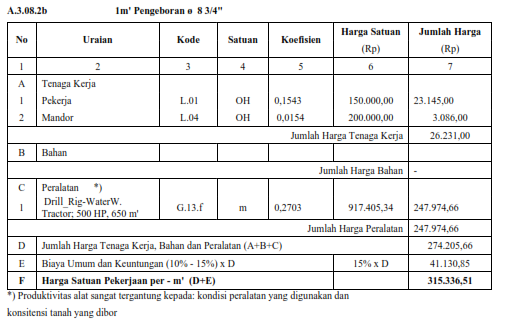 A.3.08.2b 1m' Pengeboran ø 8 3/4"
No Uraian Kode Satuan Koefisien Harga Satuan (Rp) Jumlah Harga (Rp)
1 2 3 4 5 6 7
A Tenaga Kerja
1 Pekerja L.01 OH 0,1543 150.000,00 23.145,00
2 Mandor L.04 OH 0,0154 200.000,00 3.086,00
Jumlah Harga Tenaga Kerja 26.231,00
B Bahan
Jumlah Harga Bahan -
C Peralatan *)
1 Drill_Rig-WaterW. Tractor; 500 HP, 650 m' G.13.f m 0,2703 917.405,34 247.974,66
Jumlah Harga Peralatan 247.974,66
D Jumlah Harga Tenaga Kerja, Bahan dan Peralatan (A+B+C) 274.205,66
E Biaya Umum dan Keuntungan (10% - 15%) x D 15% x D 41.130,85
F Harga Satuan Pekerjaan per - m' (D+E) 315.336,51
*) Produktivitas alat sangat tergantung kepada: kondisi peralatan yang digunakan dan
konsitensi tanah yang dibor